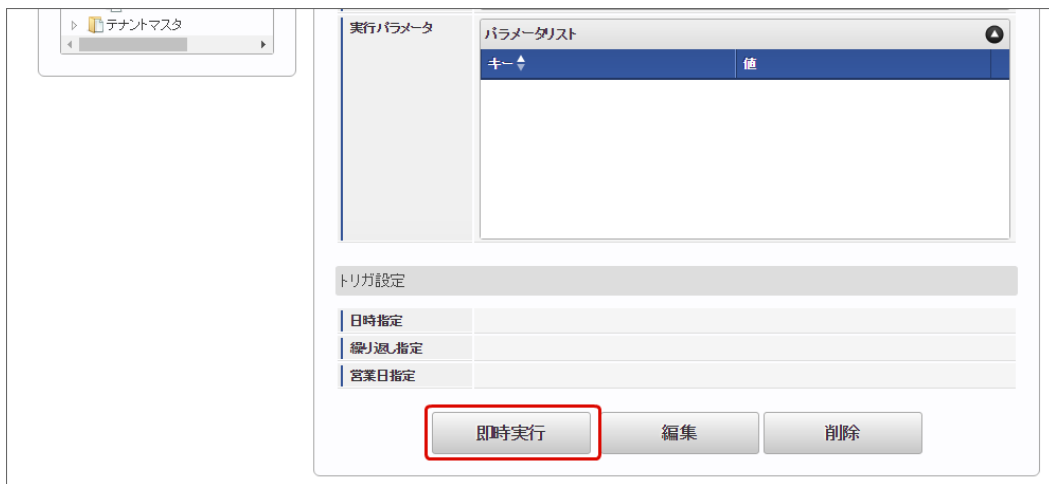 テナントマスタ
実行パラメータ
パラメータリスト
キー
値
トリガ設定
日時指定
繰り返し指定
営業日指定
即時実行
編集
削除